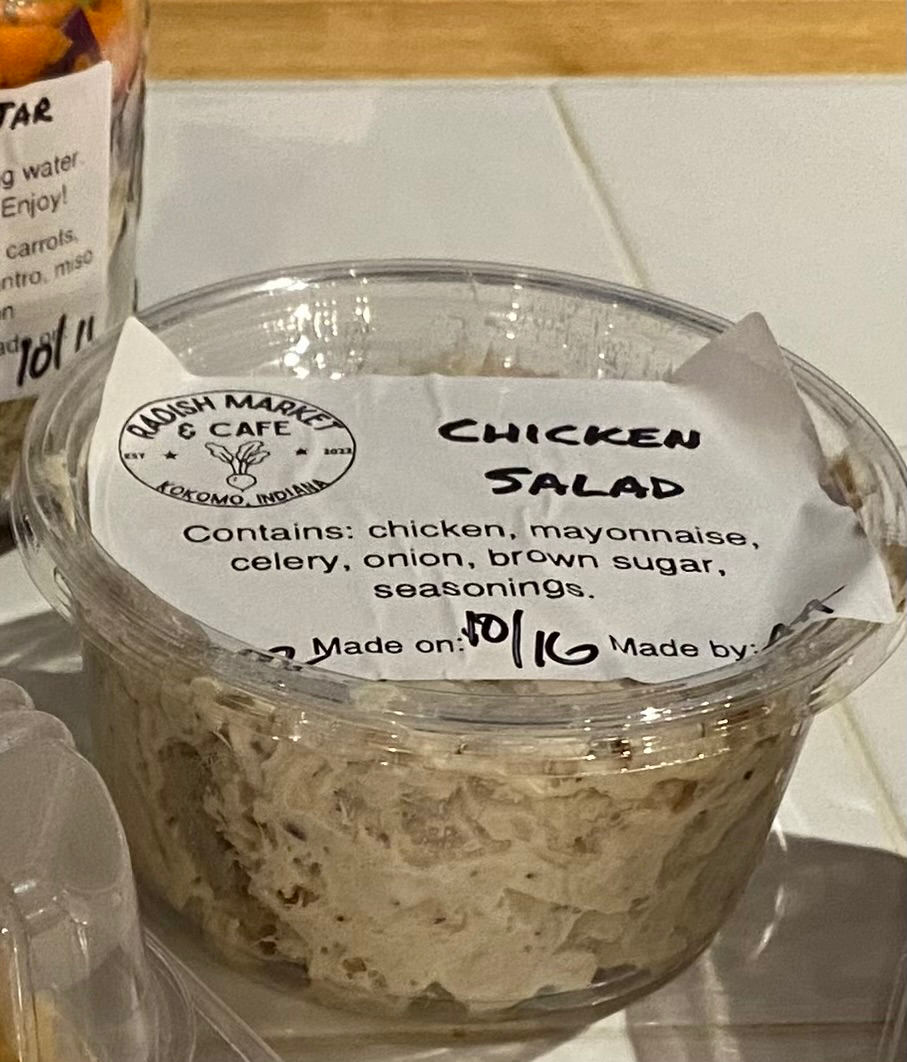 TAR
g water.
Enjoy!
carrots,
ntro, miso
n
10/11
RADISH MARKET
& CAFE
EST 2022
KOKOMO, INDIANA
CHICKEN
SALAD
Contains: chicken, mayonnaise,
celery, onion, brown sugar,
seasonings.
Made on: 10/16 Made by: